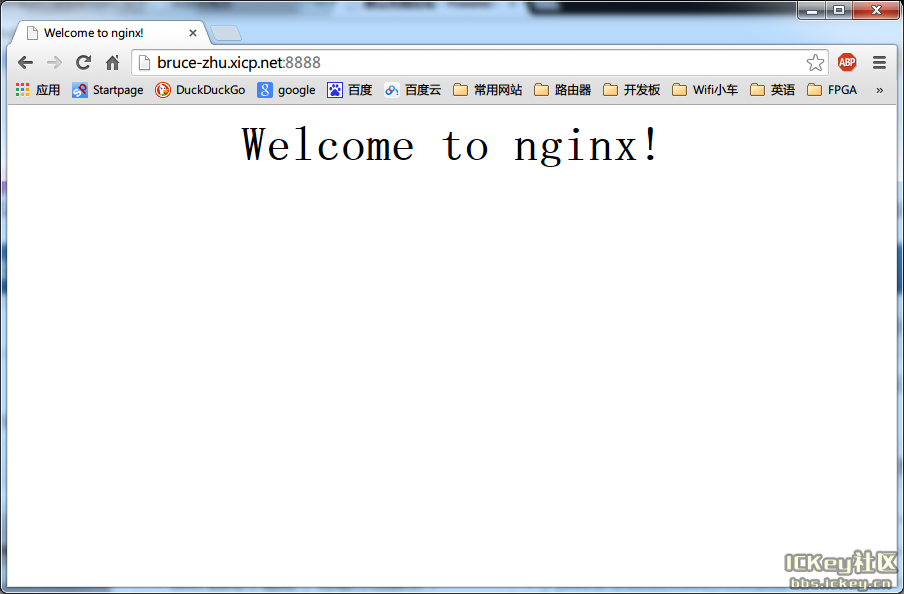 Welcome to nginx!
bruce-zhu.xicp.net:8888
ABP
应用 Startpage DuckDuckGo google 百度 百度云 常用网站 路由器 开发板 Wifi小车 英语 FPGA »
Welcome to nginx!
ICKey社区
bbs.ickey.cn